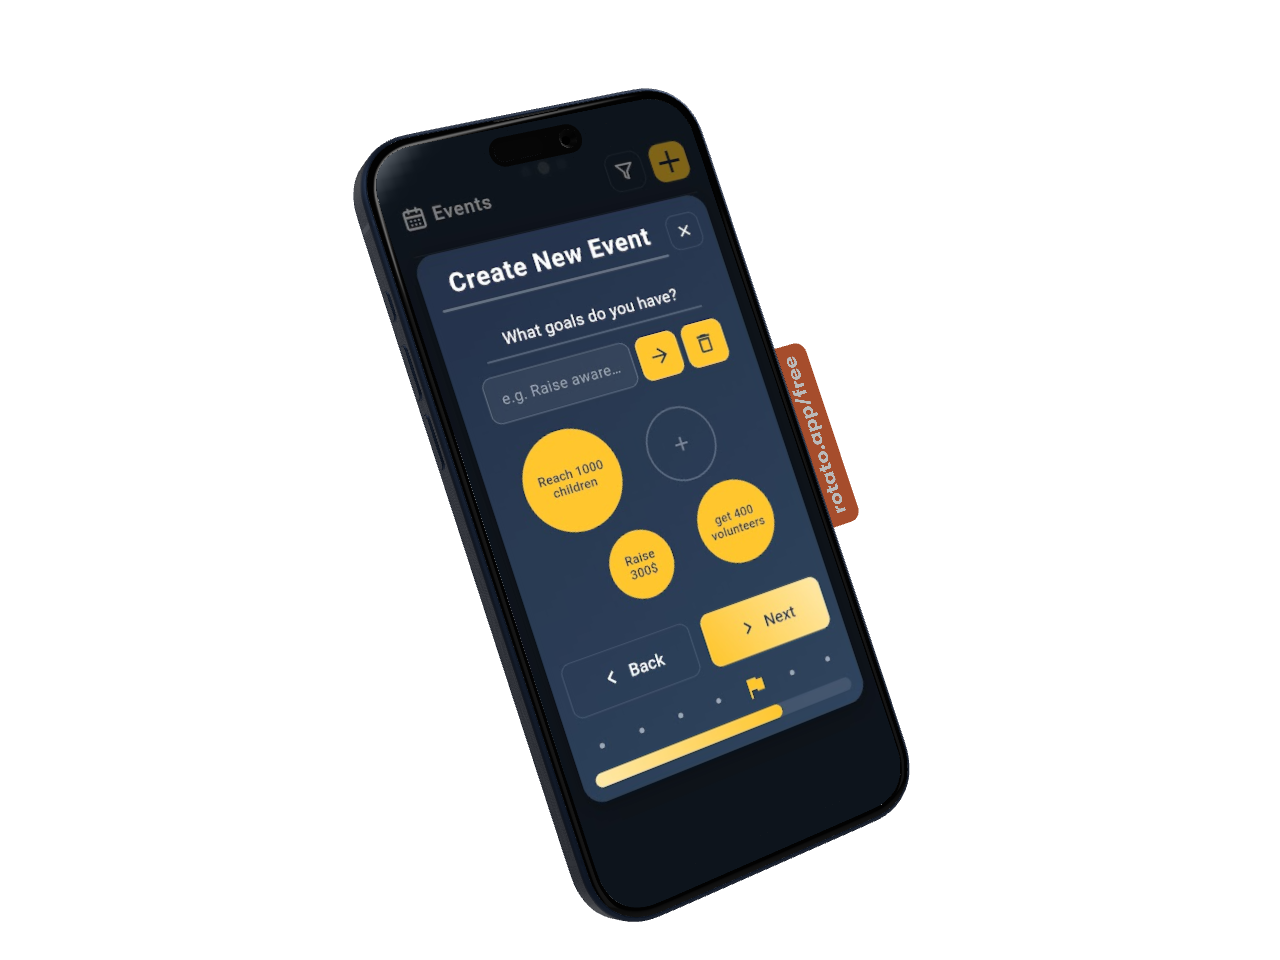 Events
Create New Event
What goals do you have?
e.g. Raise aware...
Reach 1000
children
get 400
volunteers
Raise
300$
Back
Next
rotato.app/free